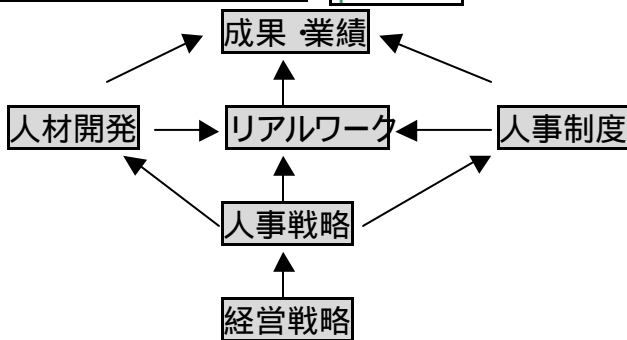 成果・業績
人材開発
リアルワーク
人事制度
人事戦略
経営戦略